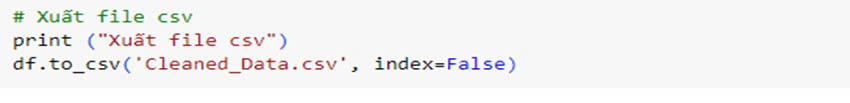 # Xuất file csv
print ("Xuất file csv")
df.to_csv('Cleaned_Data.csv', index=False)